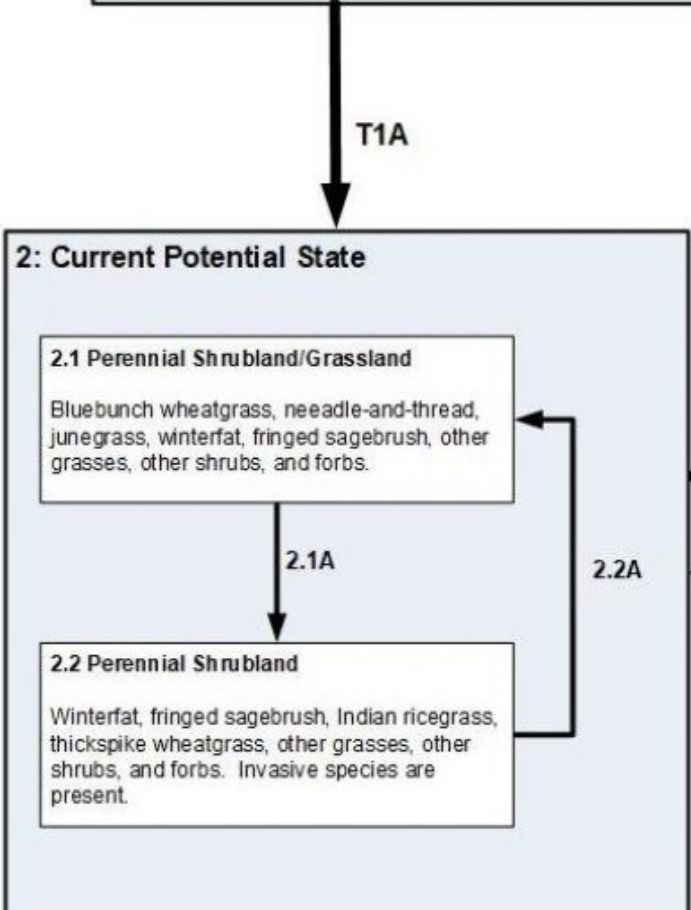 T1A
2: Current Potential State
2.1 Perennial Shrubland/Grassland
Bluebunch wheatgrass, neeadle-and-thread,
junegrass, winterfat, fringed sagebrush, other
grasses, other shrubs, and forbs.
2.1A
2.2A
2.2 Perennial Shrubland
Winterfat, fringed sagebrush, Indian ricegrass,
thickspike wheatgrass, other grasses, other
shrubs, and forbs.  Invasive species are
present.